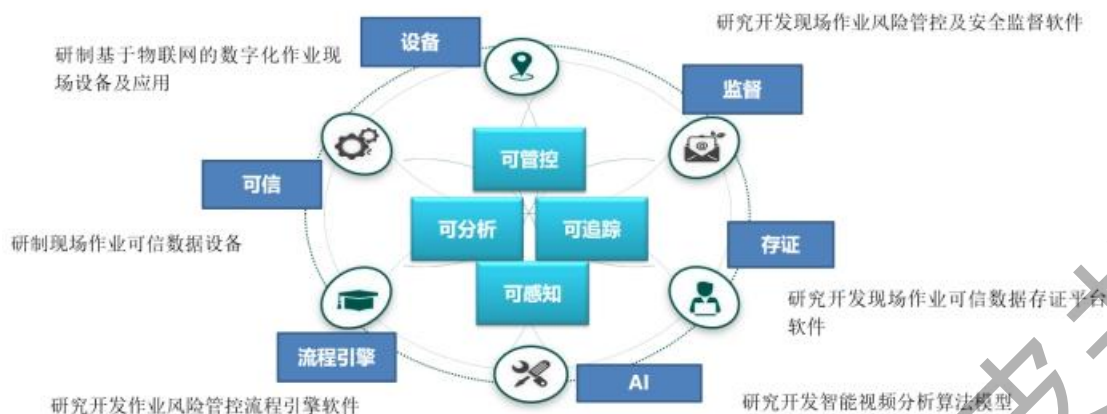 研究开发现场作业风险管控及安全监督软件
设备
研制基于物联网的数字化作业现
场设备及应用
监督
可管控
可信
可分析
可追踪
研制现场作业可信数据设备
存证
可感知
研究开发现场作业可信数据存证平台
软件
流程引擎
AI
研究开发作业风险管控流程引擎软件
研究开发智能视频分析算法模型